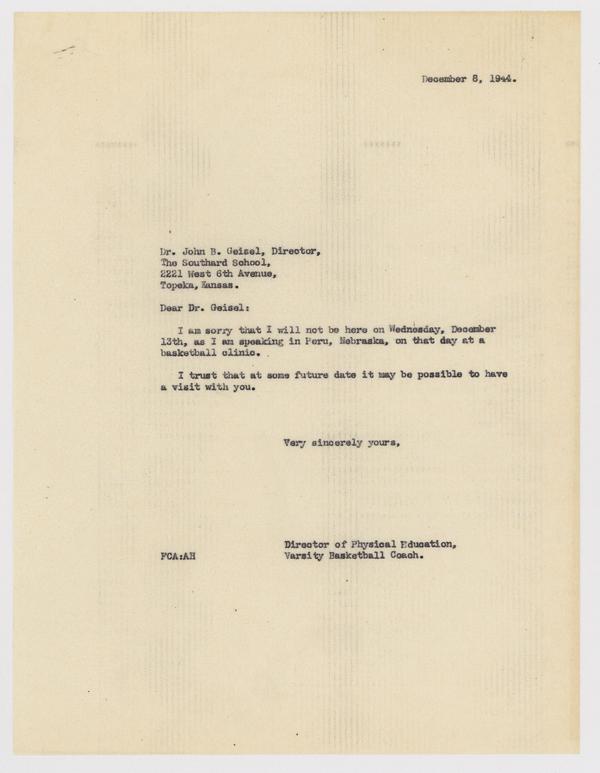 December 8, 1944.
Dr. John B. Geisel, Director,
The Southard School,
2221 West 6th Avenue,
Topeka, Kansas.
Dear Dr. Geisel:
I am sorry that I will not be here on Wednesday, December
13th, as I am speaking in Peru, Nebraska, on that day at a
basketball clinic.
I trust that at some future date it may be possible to have
a visit with you.
Very sincerely yours,
Director of Physical Education,
FCA:AH Varsity Basketball Coach.